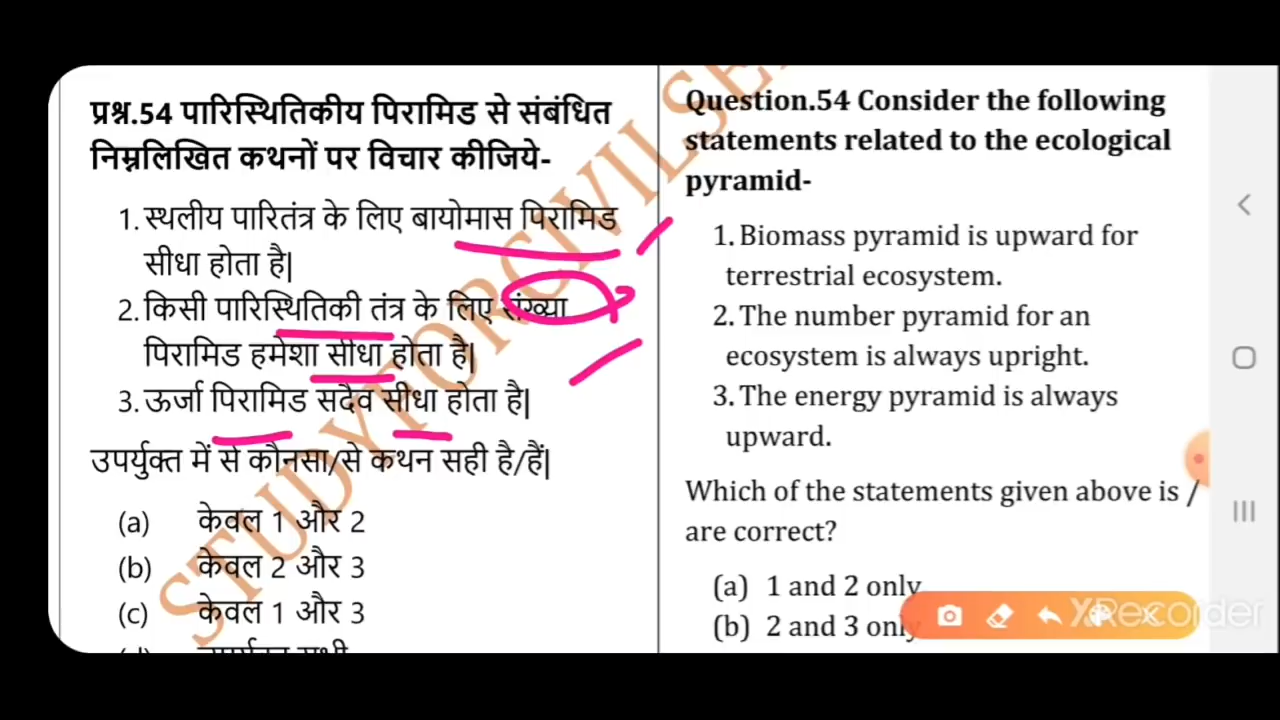 प्रश्न.54 पारिस्थितिकीय पिरामिड से संबंधित
निम्नलिखित कथनों पर विचार कीजिये-
1. स्थलीय पारितंत्र के लिए बायोमास पिरामिड
सीधा होता है|
2. किसी पारिस्थितिकी तंत्र के लिए संख्या
पिरामिड हमेशा सीधा होता है|
3. ऊर्जा पिरामिड सदैव सीधा होता है|
उपर्युक्त में से कौनसा/से कथन सही है/हैं|
(a) केवल 1 और 2
(b) केवल 2 और 3
(c) केवल 1 और 3
Question.54 Consider the following
statements related to the ecological
pyramid-
1. Biomass pyramid is upward for
terrestrial ecosystem.
2. The number pyramid for an
ecosystem is always upright.
3. The energy pyramid is always
upward.
Which of the statements given above is /
are correct?
(a) 1 and 2 only
(b) 2 and 3 only
XRecorder